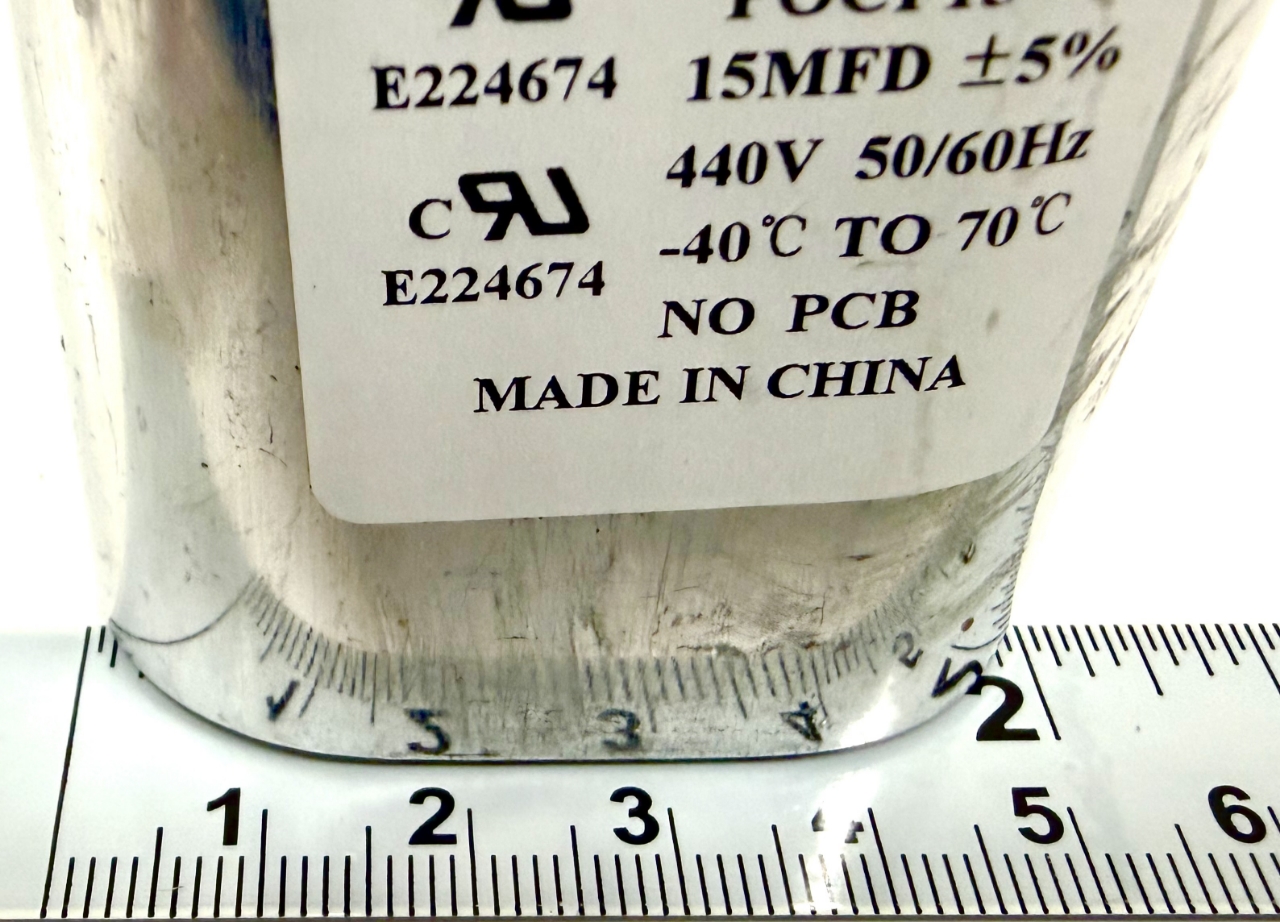 E224674
15MFD ±5%
440V 50/60Hz
C
-40℃ TO 70℃
E224674
NO PCB
MADE IN CHINA
2
1 2 3 4 5 6